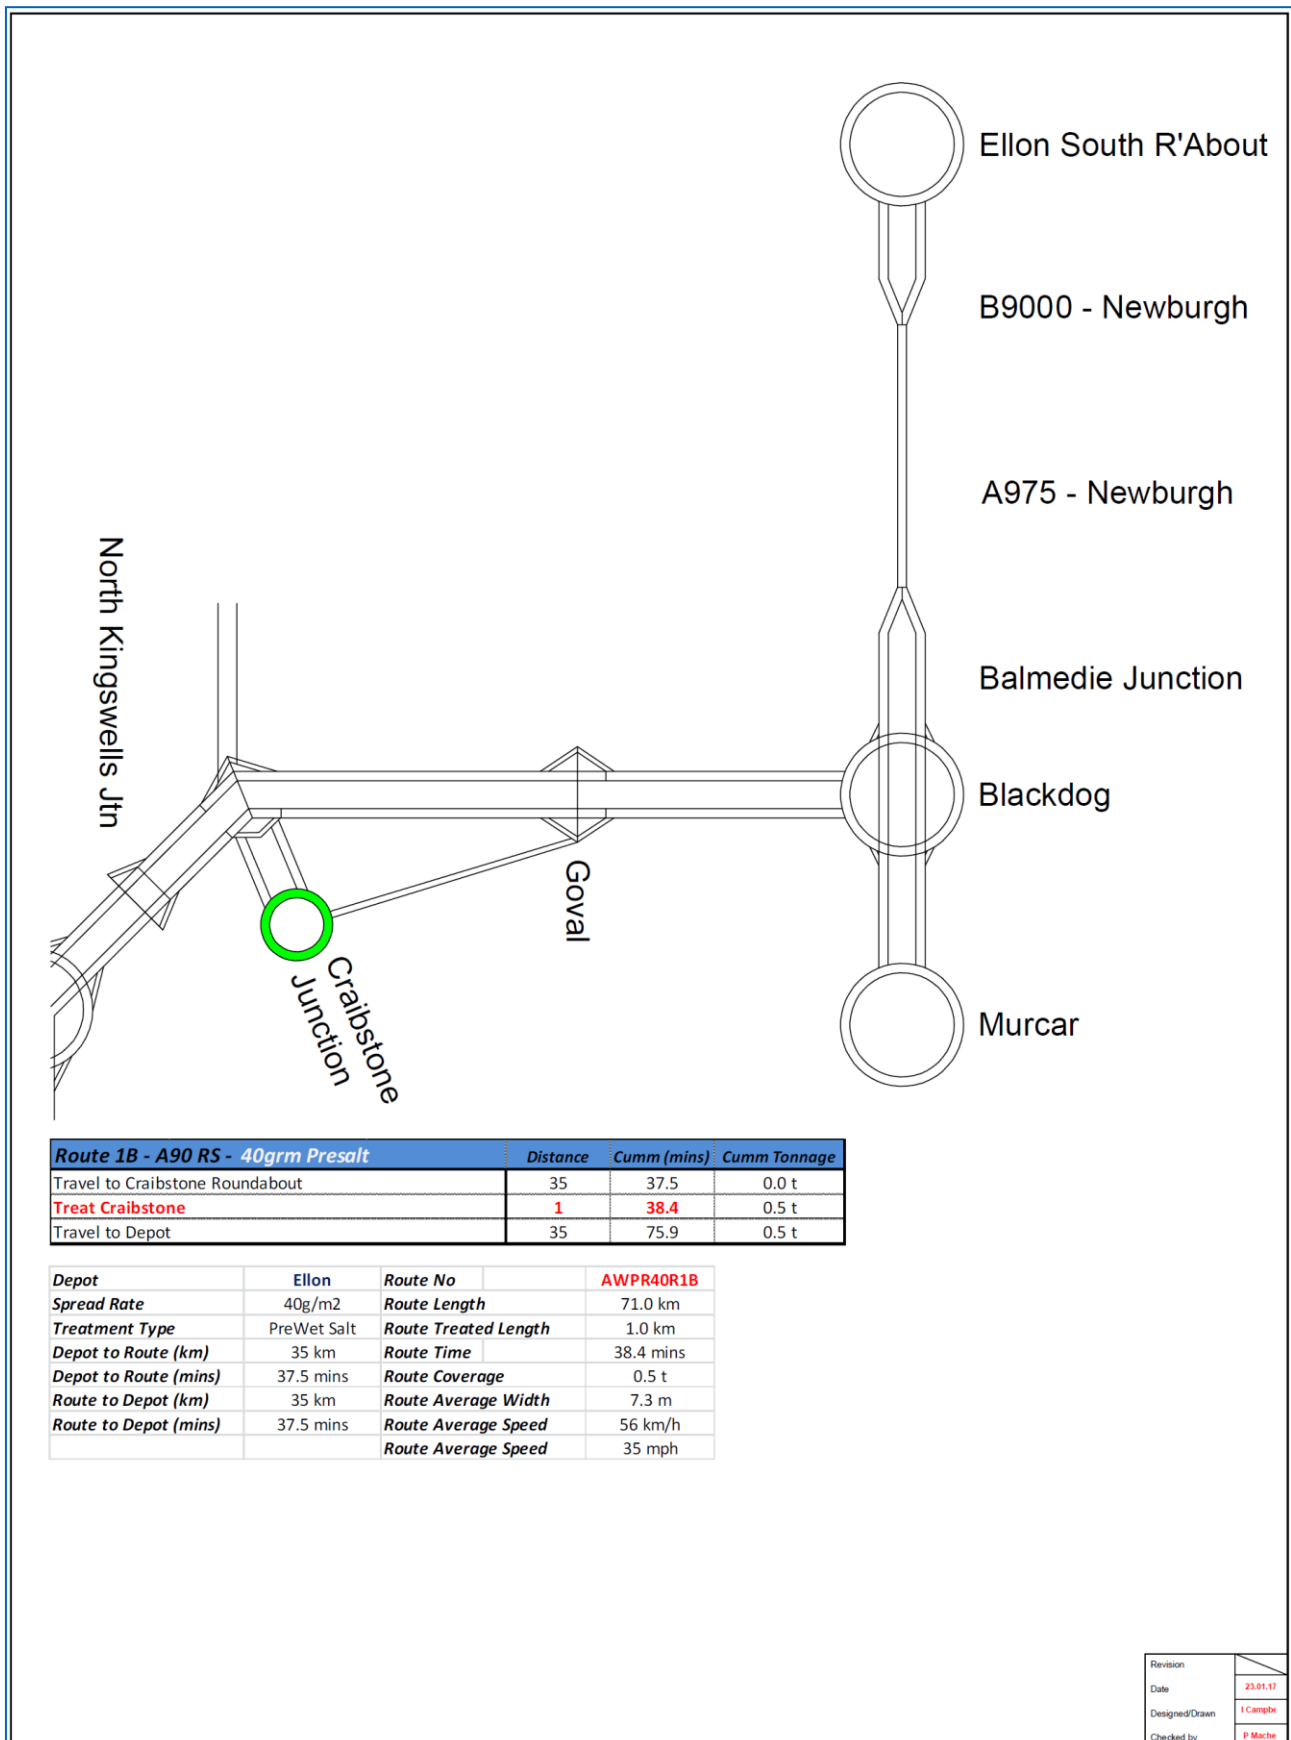 Ellon South R'About
B9000 - Newburgh
A975 - Newburgh
North Kingswells Jtn
Balmedie Junction
Blackdog
Goval
Craibstone
Junction
Murcar
Route 1B - A90 RS - 40grm Presalt Distance Cumm (mins) Cumm Tonnage
Travel to Craibstone Roundabout 35 37.5 0.0 t
Treat Craibstone 1 38.4 0.5 t
Travel to Depot 35 75.9 0.5 t
Depot Ellon Route No AWPR40R1B
Spread Rate 40g/m2 Route Length 71.0 km
Treatment Type PreWet Salt Route Treated Length 1.0 km
Depot to Route (km) 35 km Route Time 38.4 mins
Depot to Route (mins) 37.5 mins Route Coverage 0.5 t
Route to Depot (km) 35 km Route Average Width 7.3 m
Route to Depot (mins) 37.5 mins Route Average Speed 56 km/h
Route Average Speed 35 mph
Revision
Date 23.01.17
Designed/Drawn I Campbe
Checked by P Mache